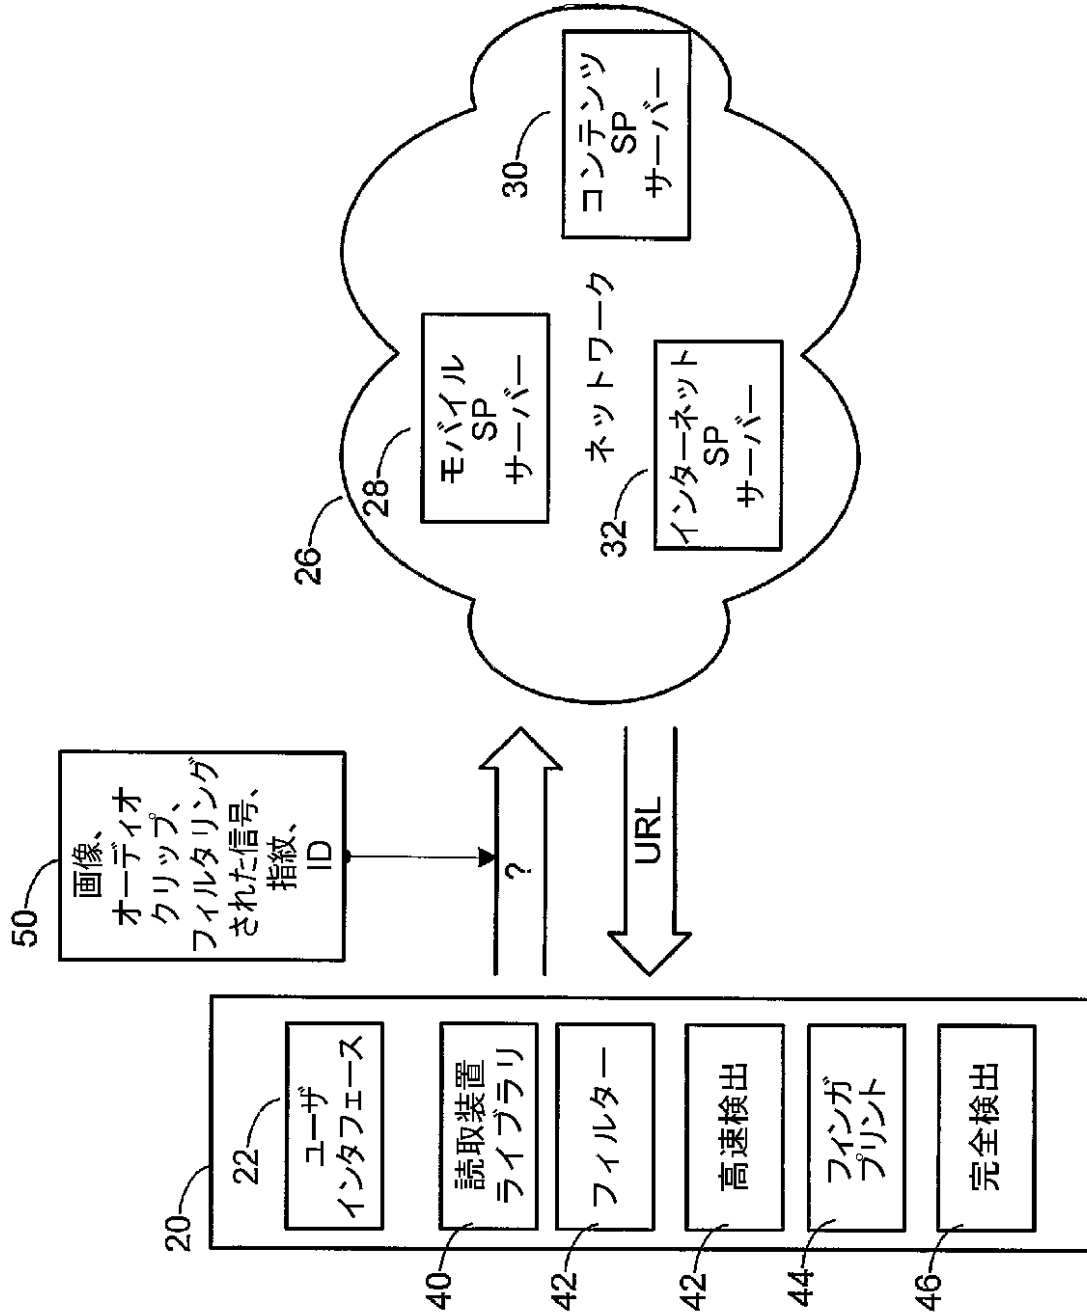 50
画像、
オーディオ
クリップ、
フィルタリング
された信号、
指紋、
ID
20
22
ユーザ
インタフェース
40
読取装置
ライブラリ
42
フィルター
42
高速検出
44
フィンガ
プリント
46
完全検出
?
URL
26
28
モバイル
SP
サーバー
ネットワーク
30
コンテンツ
SP
サーバー
32
インターネット
SP
サーバー